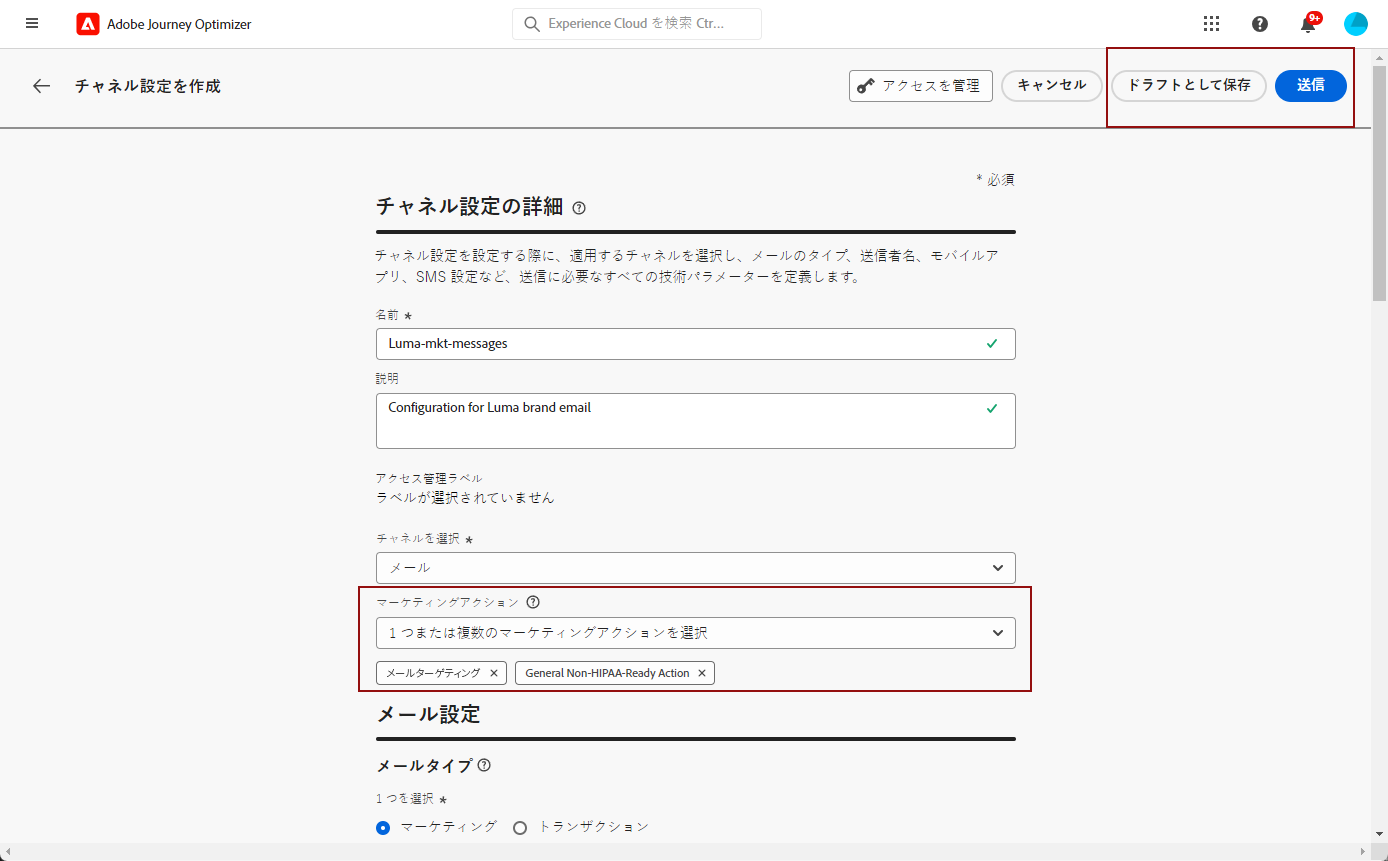 Adobe Journey Optimizer
Experience Cloud を検索 Ctr...
9+
チャネル設定を作成
アクセスを管理
キャンセル
ドラフトとして保存
送信
* 必須
チャネル設定の詳細
チャネル設定を設定する際に、適用するチャネルを選択し、メールのタイプ、送信者名、モバイルア
プリ、SMS 設定など、送信に必要なすべての技術パラメーターを定義します。
名前 *
Luma-mkt-messages
説明
Configuration for Luma brand email
アクセス管理ラベル
ラベルが選択されていません
チャネルを選択 *
メール
マーケティングアクション
1 つまたは複数のマーケティングアクションを選択
メールターゲティング
General Non-HIPAA-Ready Action
メール設定
メールタイプ
1 つを選択 *
マーケティング
トランザクション